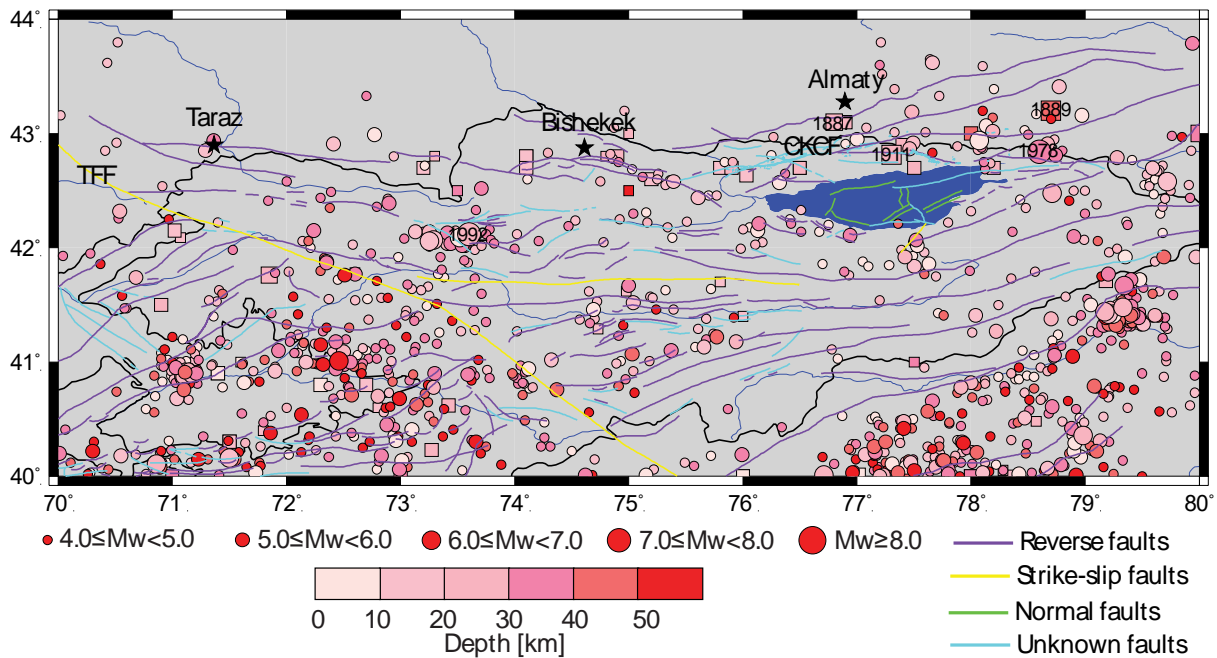 44°
Almaty
Taraz
1887
1889
43°
Bishekek
CKCF
1911
1978
TFF
1992
42°
41°
40°
70 71 72 73 74 75 76 77 78 79 80
4.0≤Mw<5.0 5.0≤Mw<6.0 6.0≤Mw<7.0 7.0≤Mw<8.0 Mw≥8.0
Reverse faults
Strike-slip faults
Normal faults
Unknown faults
0 10 20 30 40 50
Depth [km]